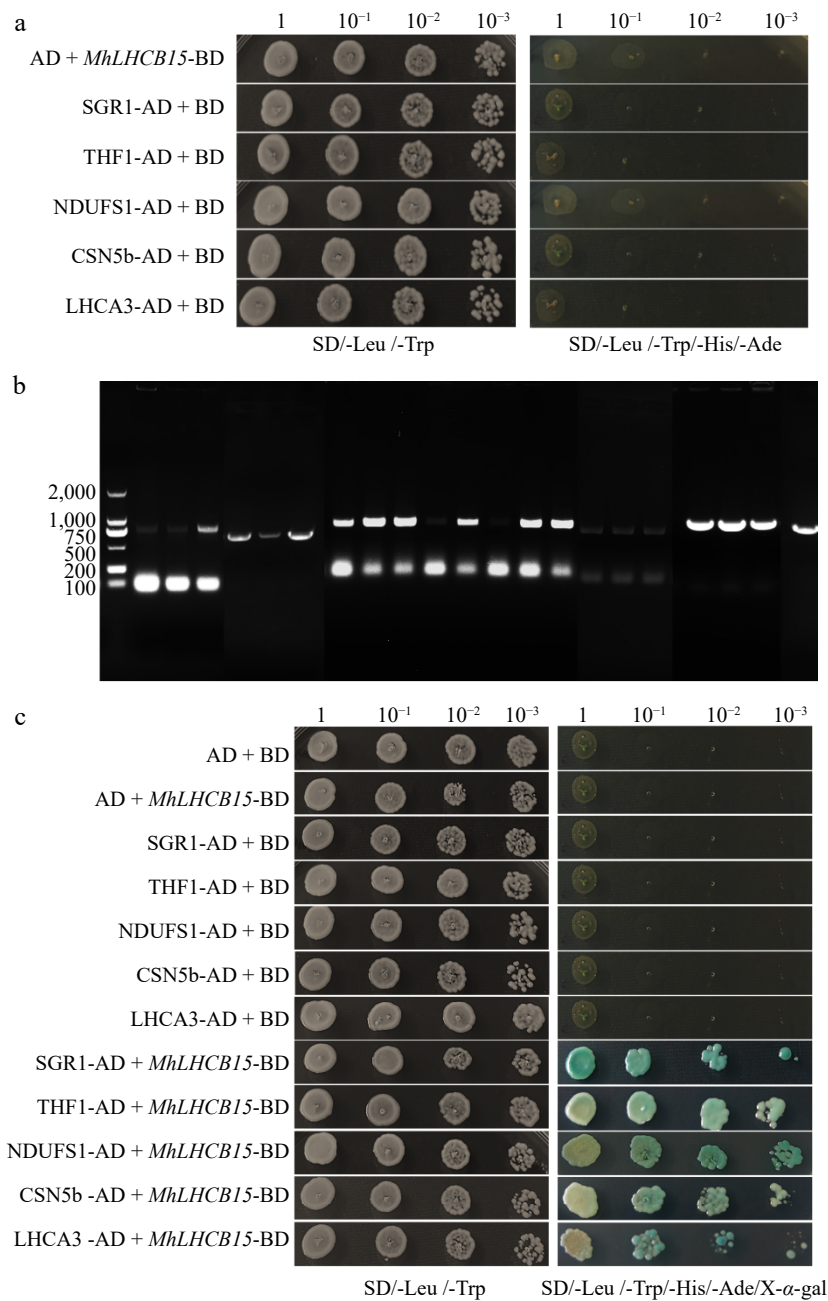 a
1 10⁻¹ 10⁻² 10⁻³ 1 10⁻¹ 10⁻² 10⁻³
AD + MhLHCB15-BD
SGR1-AD + BD
THF1-AD + BD
NDUFS1-AD + BD
CSN5b-AD + BD
LHCA3-AD + BD
SD/-Leu /-Trp SD/-Leu /-Trp/-His/-Ade
b
2,000
1,000
750
500
200
100
c
1 10⁻¹ 10⁻² 10⁻³ 1 10⁻¹ 10⁻² 10⁻³
AD + BD
AD + MhLHCB15-BD
SGR1-AD + BD
THF1-AD + BD
NDUFS1-AD + BD
CSN5b-AD + BD
LHCA3-AD + BD
SGR1-AD + MhLHCB15-BD
THF1-AD + MhLHCB15-BD
NDUFS1-AD + MhLHCB15-BD
CSN5b -AD + MhLHCB15-BD
LHCA3 -AD + MhLHCB15-BD
SD/-Leu /-Trp SD/-Leu /-Trp/-His/-Ade/X-α-gal